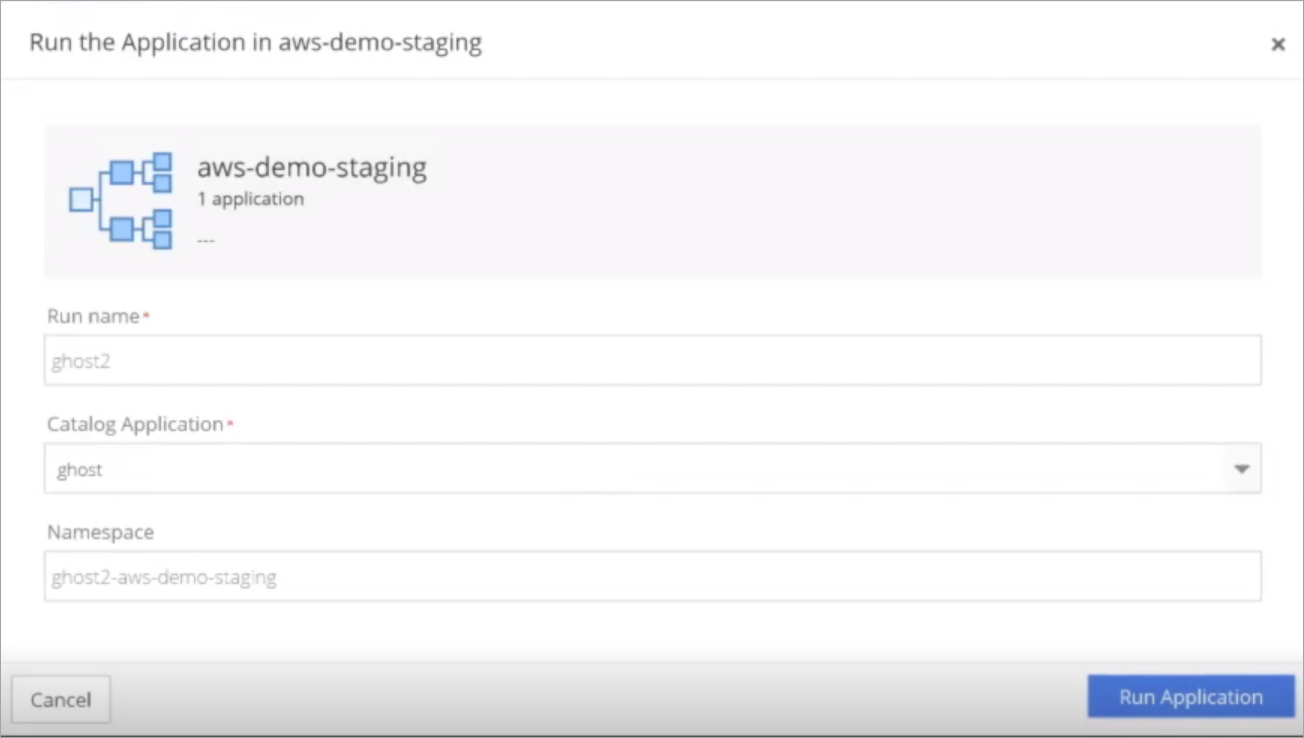 Run the Application in aws-demo-staging
×
aws-demo-staging
1 application
---
Run name*
ghost2
Catalog Application*
ghost
Namespace
ghost2-aws-demo-staging
Cancel
Run Application